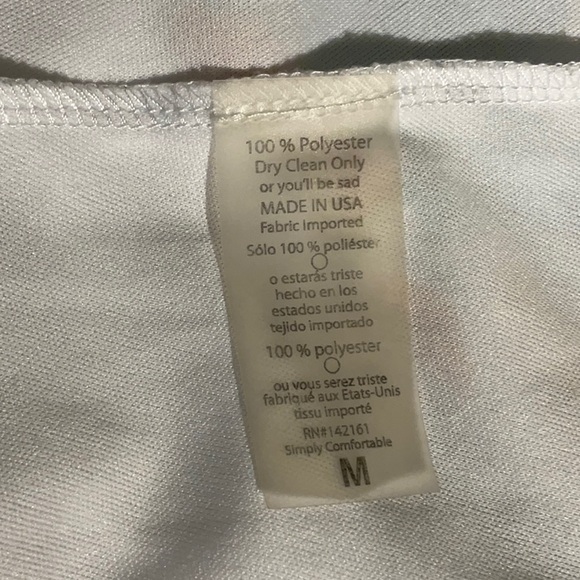 100 % Polyester
Dry Clean Only
or you'll be sad
MADE IN USA
Fabric Imported
Sólo 100 % poliéster
o estarás triste
hecho en los
estados unidos
tejido importado
100 % polyester
ou vous serez triste
fabriqué aux États-Unis
tissu importé
RN#142161
Simply Comfortable
M